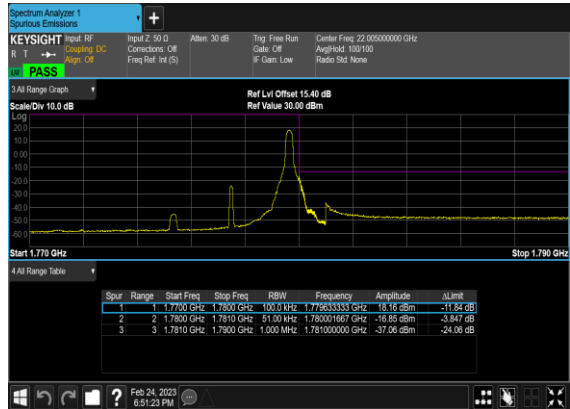 Spectrum Analyzer 1
Spurious Emissions
+
KEYSIGHT Input: RF Input Z: 50 Ω Atten: 30 dB Trig: Free Run Center Freq: 22.005000000 GHz
R T Coupling: DC Corrections: Off Gate: Off Avg|Hold: 100/100
Align: Off Freq Ref: Int (S) IF Gain: Low Radio Std: None
PASS
3 All Range Graph
Ref Lvl Offset 15.40 dB
Scale/Div 10.0 dB Ref Value 30.00 dBm
Log
20.0
10.0
0.00
-10.0
-20.0
-30.0
-40.0
-50.0
-60.0
Start 1.770 GHz Stop 1.790 GHz
4 All Range Table
Spur Range Start Freq Stop Freq RBW Frequency Amplitude ΔLimit
1 1 1.7700 GHz 1.7800 GHz 100.0 kHz 1.779633333 GHz 18.16 dBm -11.84 dB
2 2 1.7800 GHz 1.7810 GHz 51.00 kHz 1.780001667 GHz -16.85 dBm -3.847 dB
3 3 1.7810 GHz 1.7900 GHz 1.000 MHz 1.781000000 GHz -37.06 dBm -24.06 dB
? Feb 24, 2023
6:51:23 PM